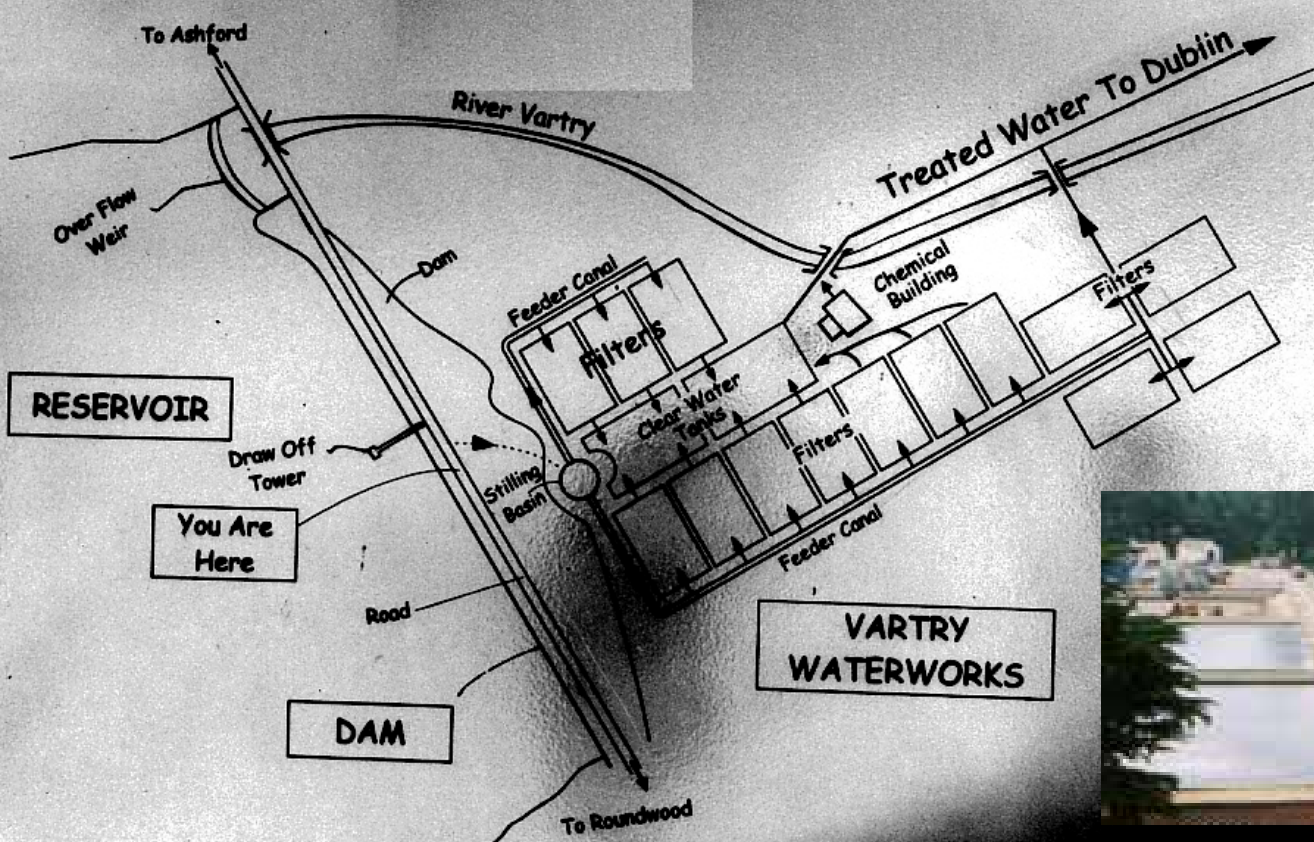 To Ashford
River Vartry
Treated Water To Dublin
Over Flow
Weir
Dam
Feeder Canal
Chemical
Building
Filters
Filters
RESERVOIR
Clear Water
Tanks
Draw Off
Tower
Filters
Stilling
Basin
You Are
Here
Feeder Canal
Road
VARTRY
WATERWORKS
DAM
To Roundwood